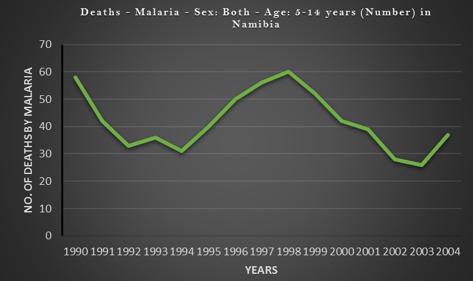 Deaths - Malaria - Sex: Both - Age: 5-14 years (Number) in
Namibia
70
60
50
40
30
20
10
0
NO. OF DEATHS BY MALARIA
1990 1991 1992 1993 1994 1995 1996 1997 1998 1999 2000 2001 2002 2003 2004
YEARS